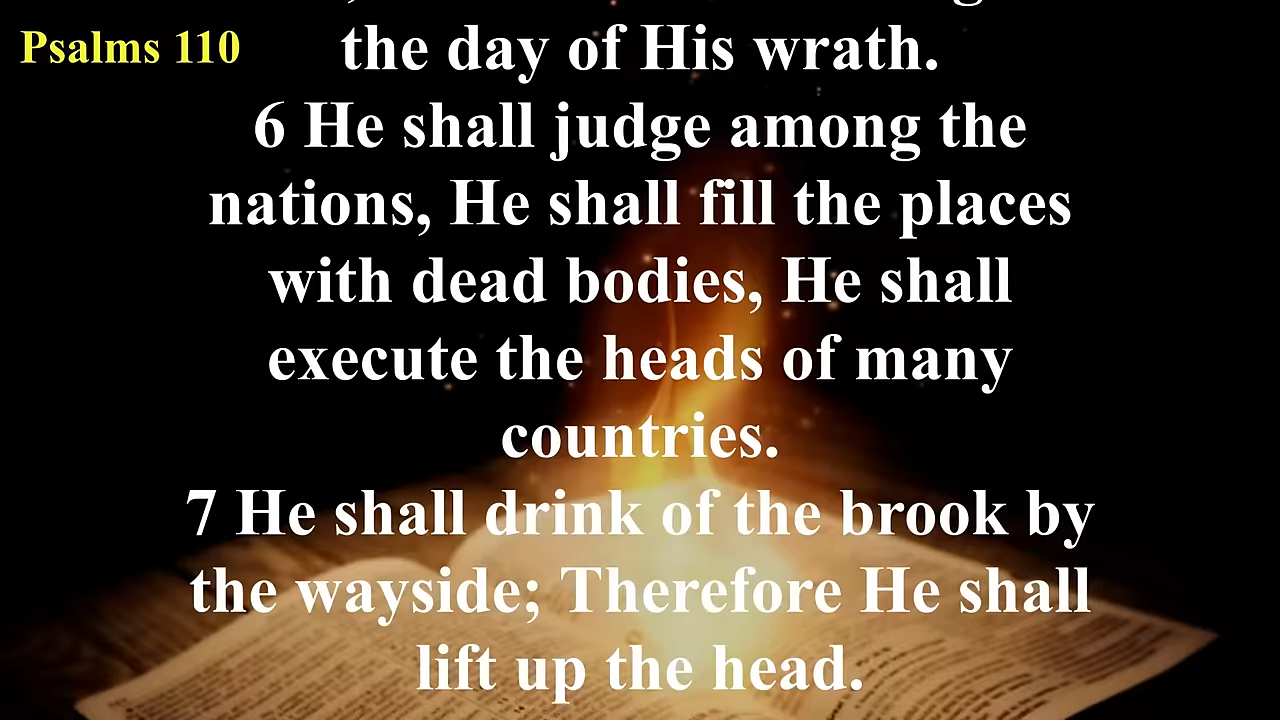 Psalms 110
the day of His wrath.
6 He shall judge among the
nations, He shall fill the places
with dead bodies, He shall
execute the heads of many
countries.
7 He shall drink of the brook by
the wayside; Therefore He shall
lift up the head.